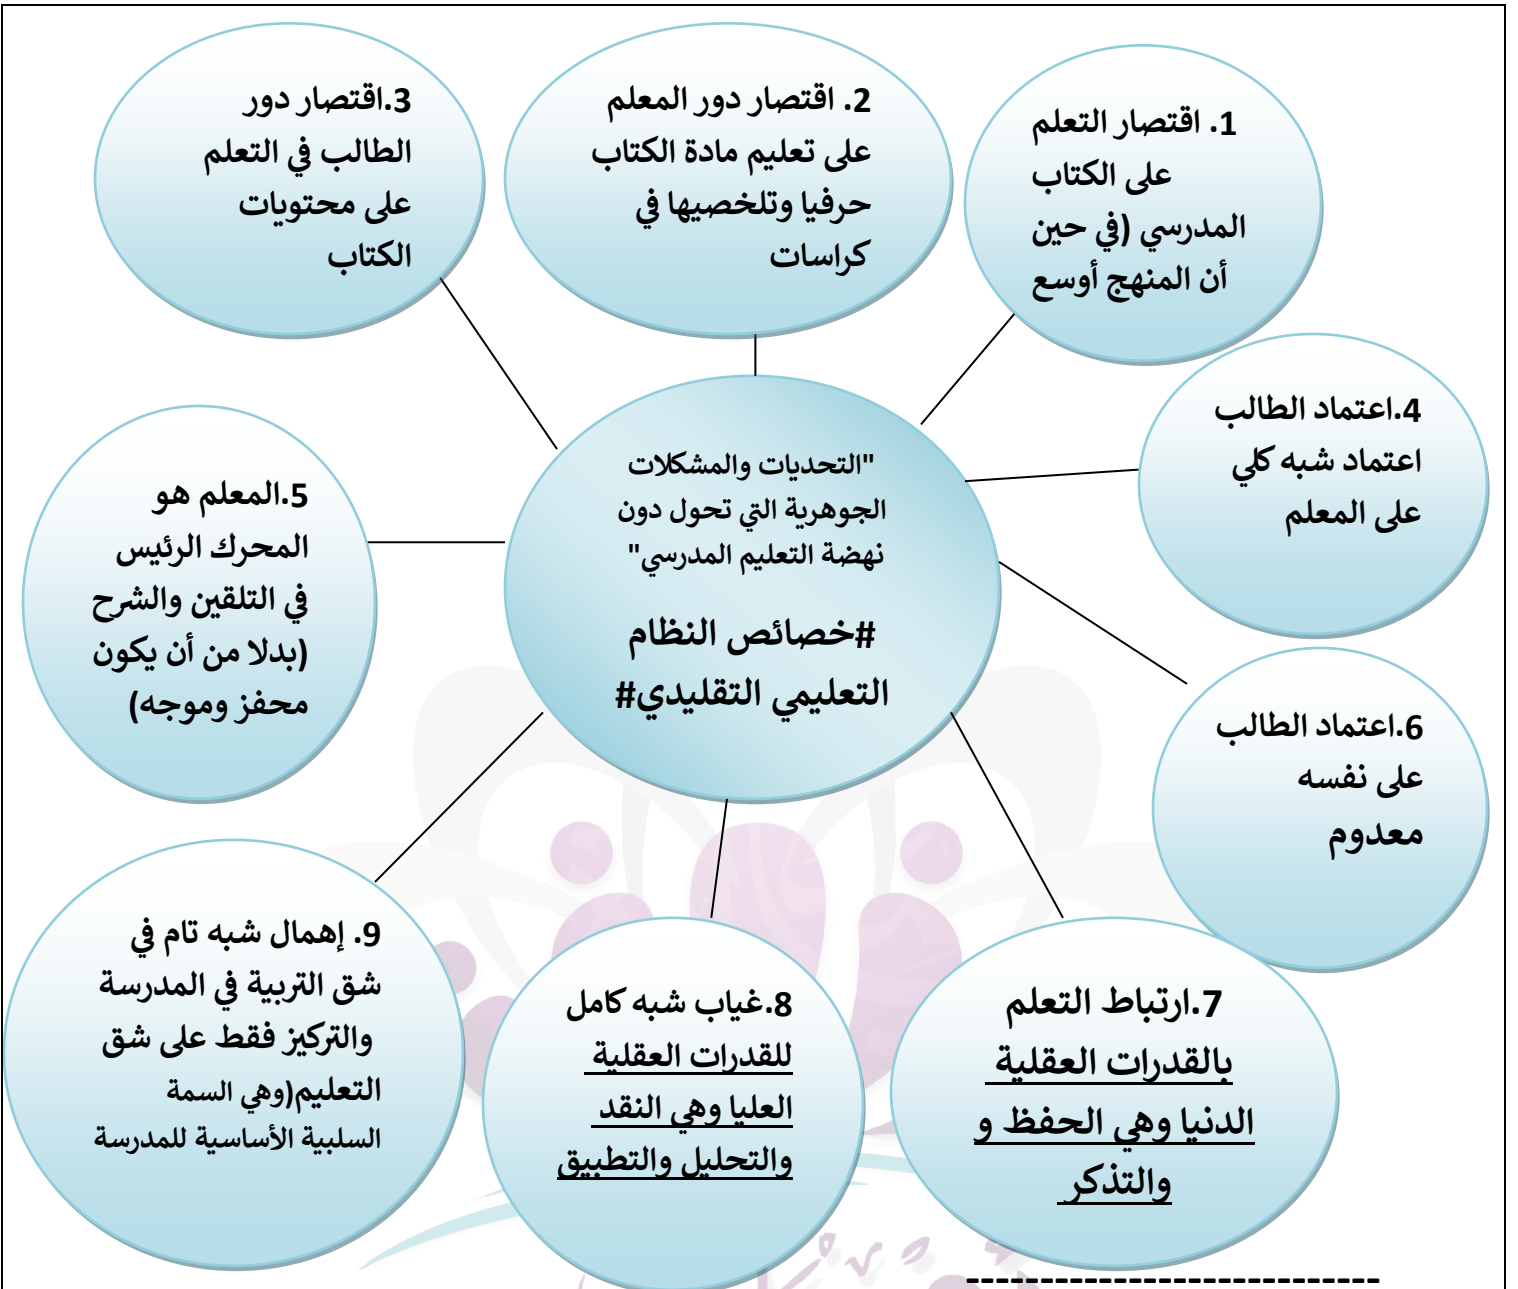 1. اقتصار التعلم
على الكتاب
المدرسي (في حين
أن المنهج أوسع
2. اقتصار دور المعلم
على تعليم مادة الكتاب
حرفيا وتلخصيها في
كراسات
3.اقتصار دور
الطالب في التعلم
على محتويات
الكتاب
"التحديات والمشكلات
الجوهرية التي تحول دون
نهضة التعليم المدرسي"
#خصائص النظام
التعليمي التقليدي#
4.اعتماد الطالب
اعتماد شبه كلي
على المعلم
5.المعلم هو
المحرك الرئيس
في التلقين والشرح
(بدلا من أن يكون
محفز وموجه)
6.اعتماد الطالب
على نفسه
معدوم
7.ارتباط التعلم
بالقدرات العقلية
الدنيا وهي الحفظ و
والتذكر
8.غياب شبه كامل
للقدرات العقلية
العليا وهي النقد
والتحليل والتطبيق
9. إهمال شبه تام في
شق التربية في المدرسة
والتركيز فقط على شق
التعليم(وهي السمة
السلبية الأساسية للمدرسة
----------------------------